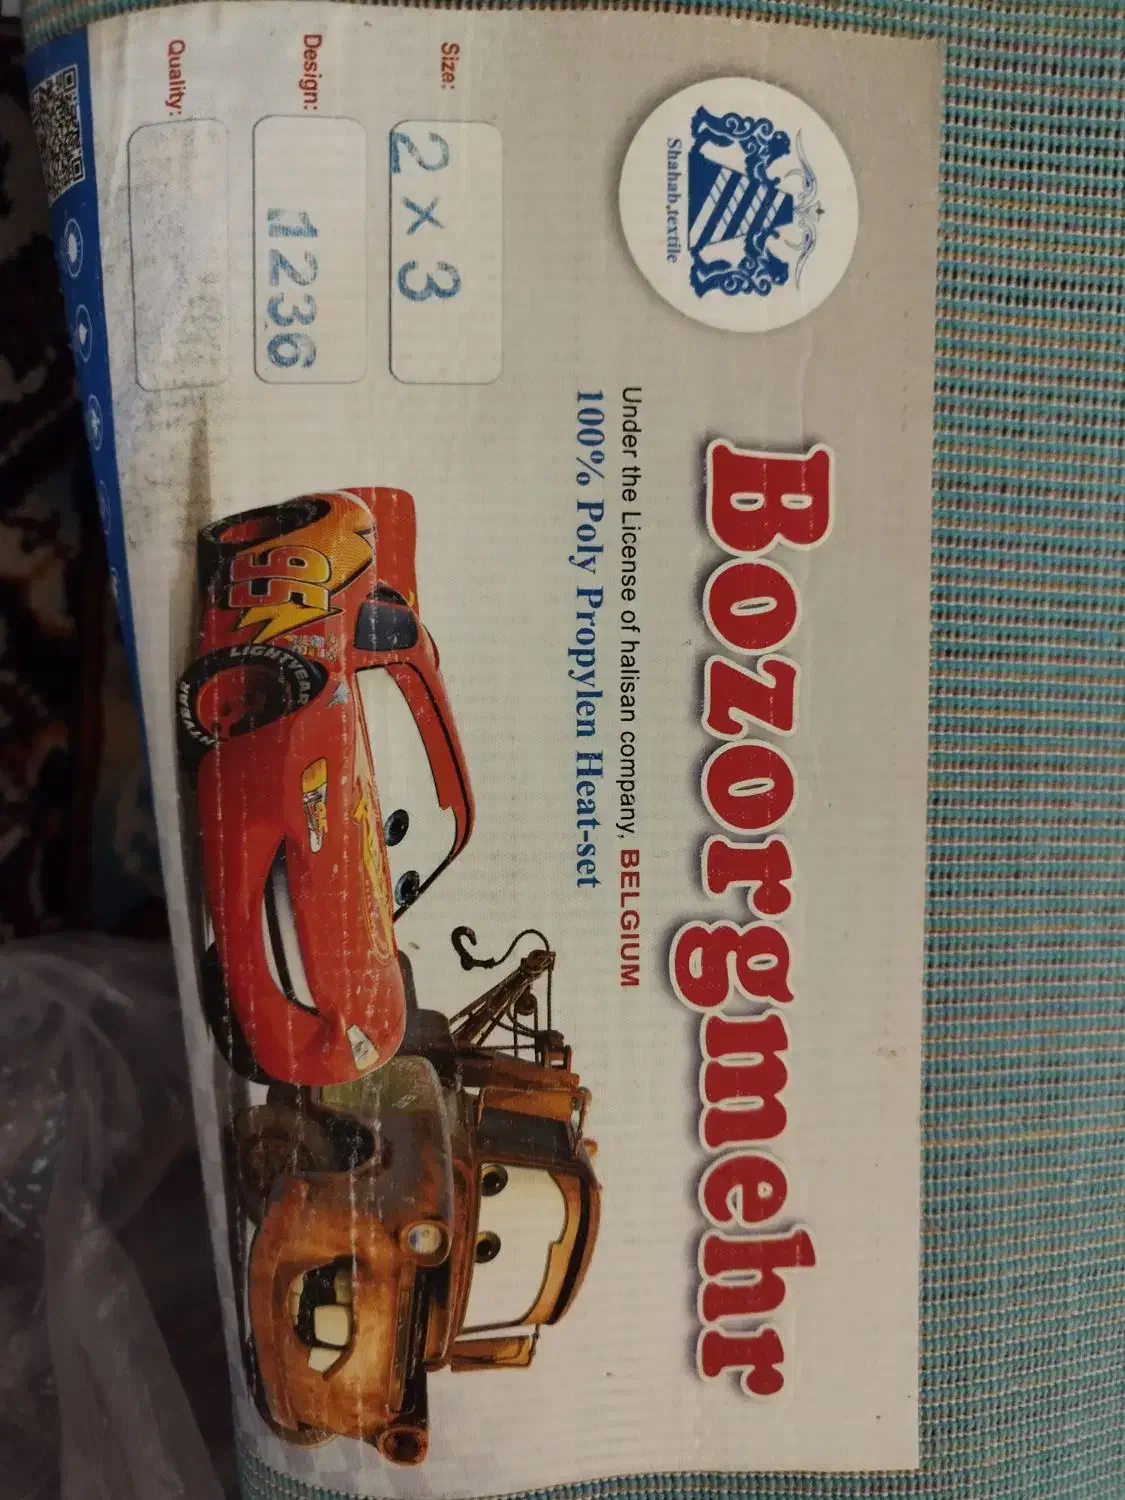 Shahab.textile
Bozorgmehr
Under the License of halisan company, BELGIUM
100% Poly Propylen Heat-set
Size: 2 x 3
Design: 1236
Quality:
95
LIGHTYEAR